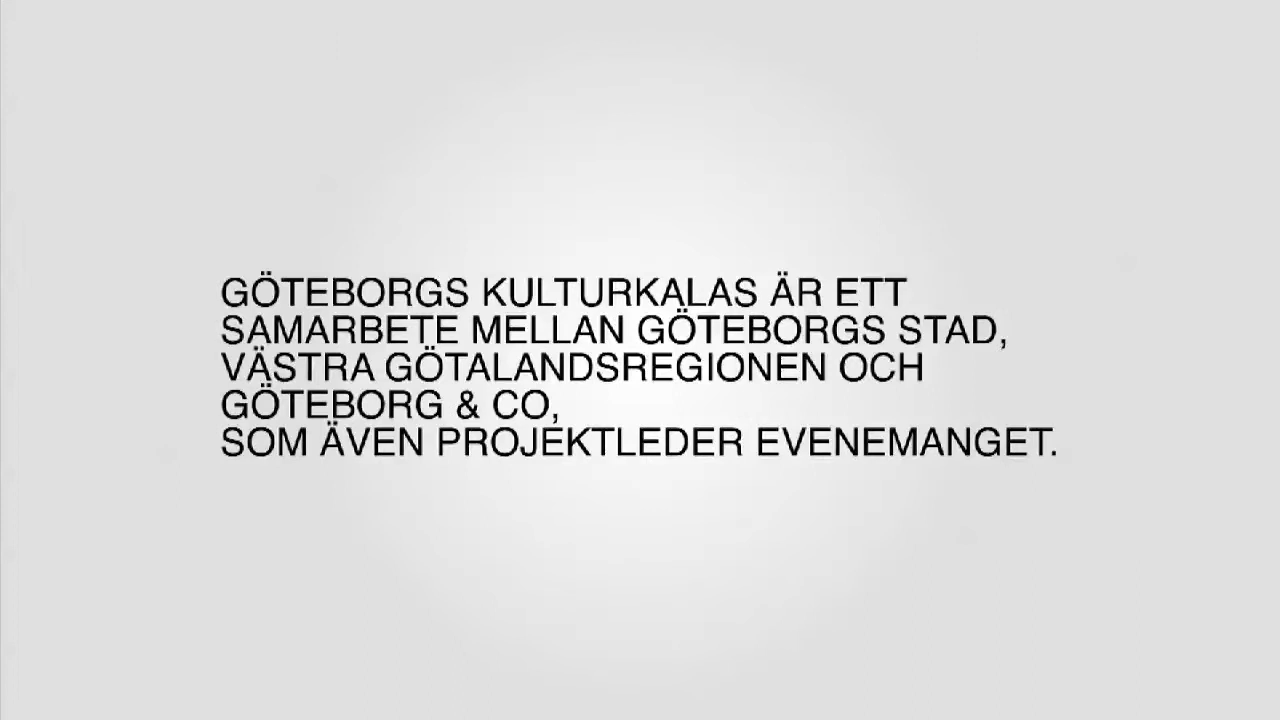 GÖTEBORGS KULTURKALAS ÄR ETT
SAMARBETE MELLAN GÖTEBORGS STAD,
VÄSTRA GÖTALANDSREGIONEN OCH
GÖTEBORG & CO,
SOM ÄVEN PROJEKTLEDER EVENEMANGET.